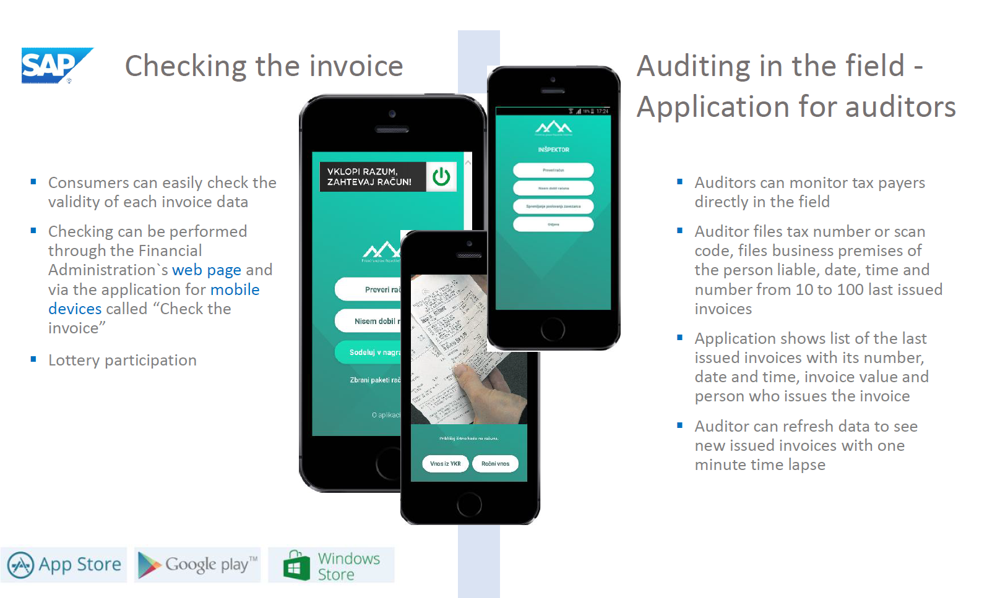 SAP
Checking the invoice
Auditing in the field -
Application for auditors
Consumers can easily check the
validity of each invoice data
Checking can be performed
through the Financial
Administration`s web page and
via the application for mobile
devices called “Check the
invoice”
Lottery participation
VKLOPI RAZUM,
ZAHTEVAJ RAČUN!
Preveri rač
Nisem dobil r
Sodeluj v nagra
Zbrani paketi rač
O aplikaci
Približaj črtno kodo na računu.
Vnos iz VKR
Ročni vnos
17:24
INŠPEKTOR
Preveri račun
Nisem dobil računa
Spremljanje poslovanja zavezanca
Odjava
Auditors can monitor tax payers
directly in the field
Auditor files tax number or scan
code, files business premises of
the person liable, date, time and
number from 10 to 100 last issued
invoices
Application shows list of the last
issued invoices with its number,
date and time, invoice value and
person who issues the invoice
Auditor can refresh data to see
new issued invoices with one
minute time lapse
App Store
Google play™
Windows
Store